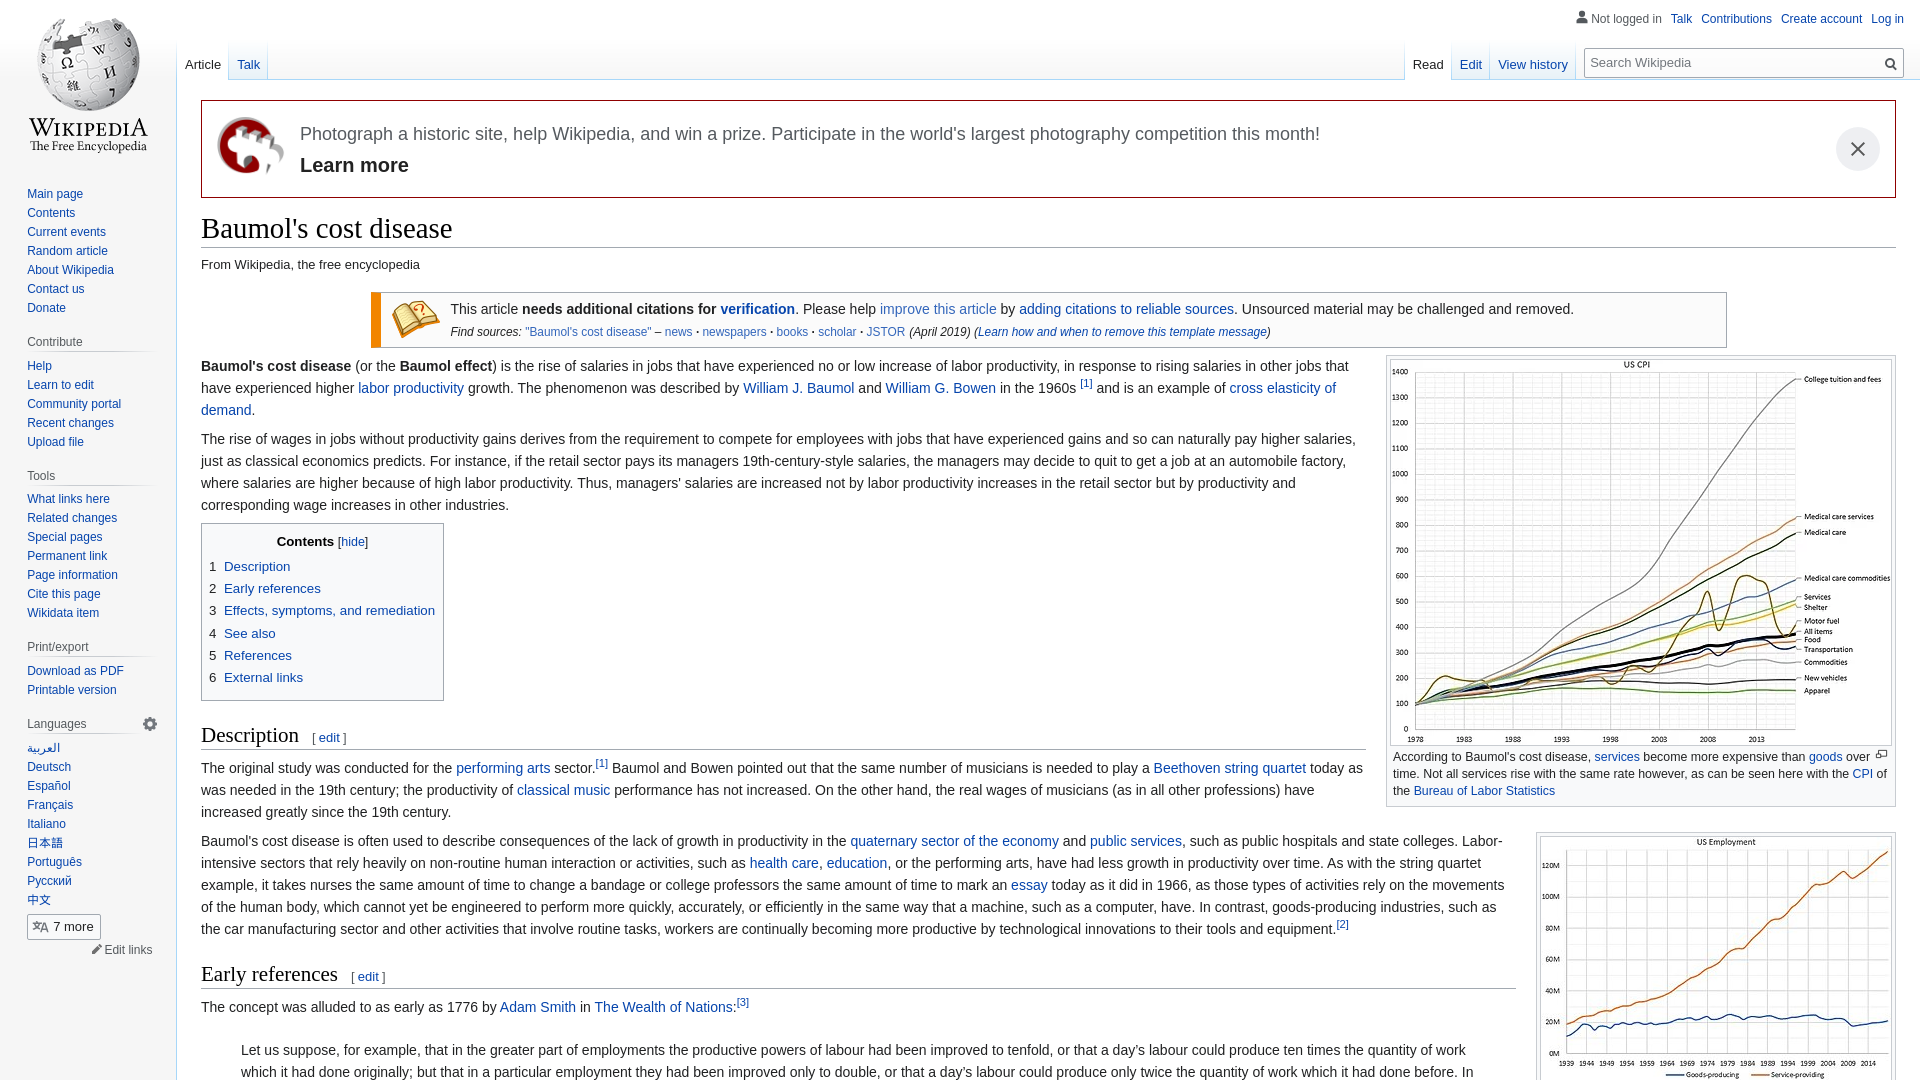 Not logged in Talk Contributions Create account Log in
Article Talk Read Edit View history Search Wikipedia
WIKIPEDIA
The Free Encyclopedia
Main page
Contents
Current events
Random article
About Wikipedia
Contact us
Donate
Contribute
Help
Learn to edit
Community portal
Recent changes
Upload file
Tools
What links here
Related changes
Special pages
Permanent link
Page information
Cite this page
Wikidata item
Print/export
Download as PDF
Printable version
Languages
العربية
Deutsch
Español
Français
Italiano
日本語
Português
Русский
中文
7 more
Edit links
Photograph a historic site, help Wikipedia, and win a prize. Participate in the world's largest photography competition this month!
Learn more
Baumol's cost disease
From Wikipedia, the free encyclopedia
This article needs additional citations for verification. Please help improve this article by adding citations to reliable sources. Unsourced material may be challenged and removed.
Find sources: "Baumol's cost disease" – news · newspapers · books · scholar · JSTOR (April 2019) (Learn how and when to remove this template message)
Baumol's cost disease (or the Baumol effect) is the rise of salaries in jobs that have experienced no or low increase of labor productivity, in response to rising salaries in other jobs that
have experienced higher labor productivity growth. The phenomenon was described by William J. Baumol and William G. Bowen in the 1960s [1] and is an example of cross elasticity of
demand.
The rise of wages in jobs without productivity gains derives from the requirement to compete for employees with jobs that have experienced gains and so can naturally pay higher salaries,
just as classical economics predicts. For instance, if the retail sector pays its managers 19th-century-style salaries, the managers may decide to quit to get a job at an automobile factory,
where salaries are higher because of high labor productivity. Thus, managers' salaries are increased not by labor productivity increases in the retail sector but by productivity and
corresponding wage increases in other industries.
Contents [hide]
1 Description
2 Early references
3 Effects, symptoms, and remediation
4 See also
5 References
6 External links
Description [ edit ]
The original study was conducted for the performing arts sector.[1] Baumol and Bowen pointed out that the same number of musicians is needed to play a Beethoven string quartet today as
was needed in the 19th century; the productivity of classical music performance has not increased. On the other hand, the real wages of musicians (as in all other professions) have
increased greatly since the 19th century.
Baumol's cost disease is often used to describe consequences of the lack of growth in productivity in the quaternary sector of the economy and public services, such as public hospitals and state colleges. Labor-
intensive sectors that rely heavily on non-routine human interaction or activities, such as health care, education, or the performing arts, have had less growth in productivity over time. As with the string quartet
example, it takes nurses the same amount of time to change a bandage or college professors the same amount of time to mark an essay today as it did in 1966, as those types of activities rely on the movements
of the human body, which cannot yet be engineered to perform more quickly, accurately, or efficiently in the same way that a machine, such as a computer, have. In contrast, goods-producing industries, such as
the car manufacturing sector and other activities that involve routine tasks, workers are continually becoming more productive by technological innovations to their tools and equipment.[2]
Early references [ edit ]
The concept was alluded to as early as 1776 by Adam Smith in The Wealth of Nations:[3]
Let us suppose, for example, that in the greater part of employments the productive powers of labour had been improved to tenfold, or that a day's labour could produce ten times the quantity of work
which it had done originally; but that in a particular employment they had been improved only to double, or that a day's labour could produce only twice the quantity of work which it had done before. In
US CPI
1400
1300
1200
1100
1000
900
800
700
600
500
400
300
200
100
0
1978 1983 1988 1993 1998 2003 2008 2013
College tuition and fees
Medical care services
Medical care
Medical care commodities
Services
Shelter
Motor fuel
All items
Food
Transportation
Commodities
New vehicles
Apparel
According to Baumol's cost disease, services become more expensive than goods over
time. Not all services rise with the same rate however, as can be seen here with the CPI of
the Bureau of Labor Statistics
US Employment
120M
100M
80M
60M
40M
20M
0M
1939 1944 1949 1954 1959 1964 1969 1974 1979 1984 1989 1994 1999 2004 2009 2014
Goods-producing Service-providing